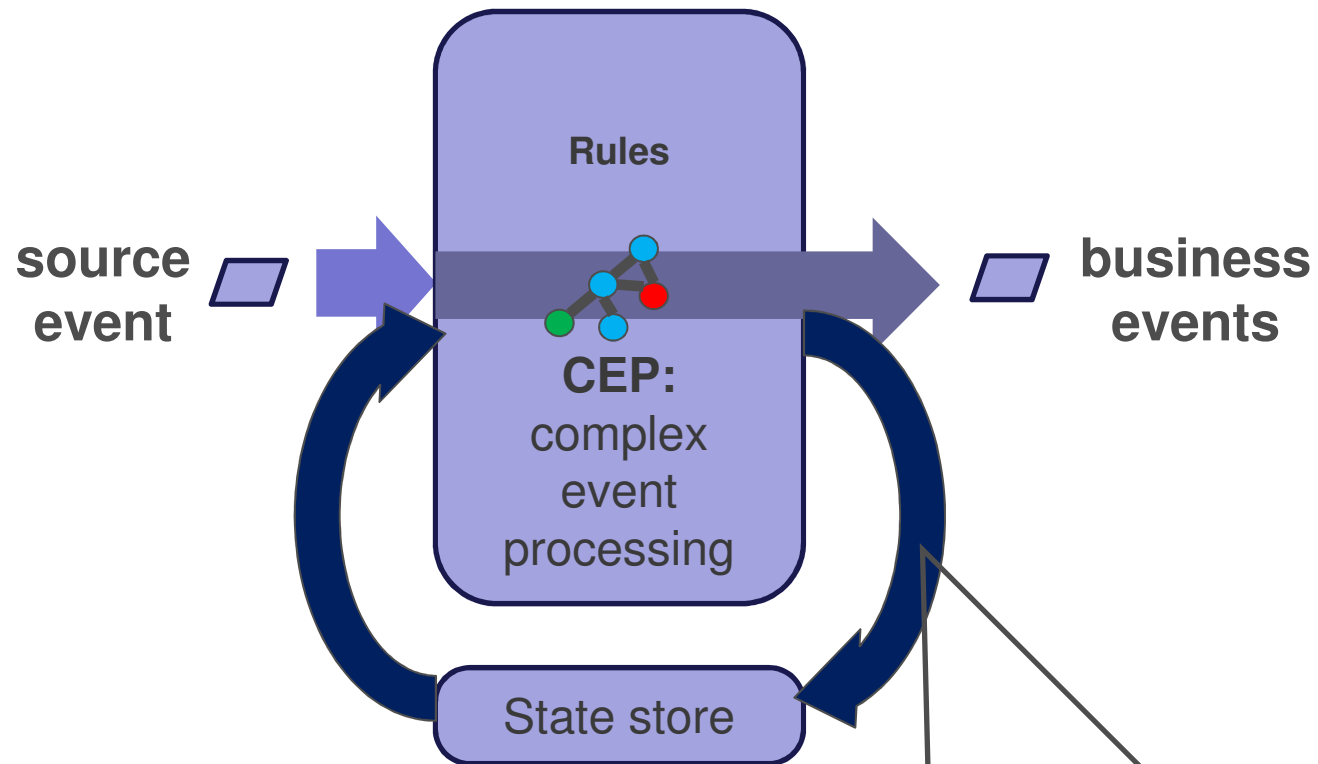 Rules
source
event
business
events
CEP:
complex
event
processing
State store